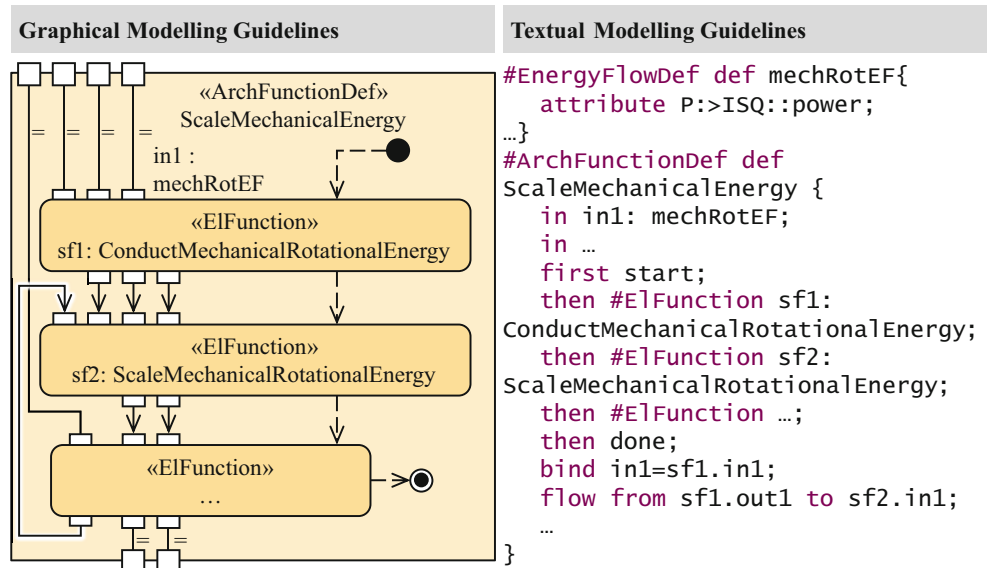 Graphical Modelling Guidelines
«ArchFunctionDef»
ScaleMechanicalEnergy
= = = =
in1 :
mechRotEF
«ElFunction»
sf1: ConductMechanicalRotationalEnergy
«ElFunction»
sf2: ScaleMechanicalRotationalEnergy
«ElFunction»
…
= =
Textual Modelling Guidelines
#EnergyFlowDef def mechRotEF{
attribute P:>ISQ::power;
…}
#ArchFunctionDef def
ScaleMechanicalEnergy {
in in1: mechRotEF;
in …
first start;
then #ElFunction sf1:
ConductMechanicalRotationalEnergy;
then #ElFunction sf2:
ScaleMechanicalRotationalEnergy;
then #ElFunction …;
then done;
bind in1=sf1.in1;
flow from sf1.out1 to sf2.in1;
…
}